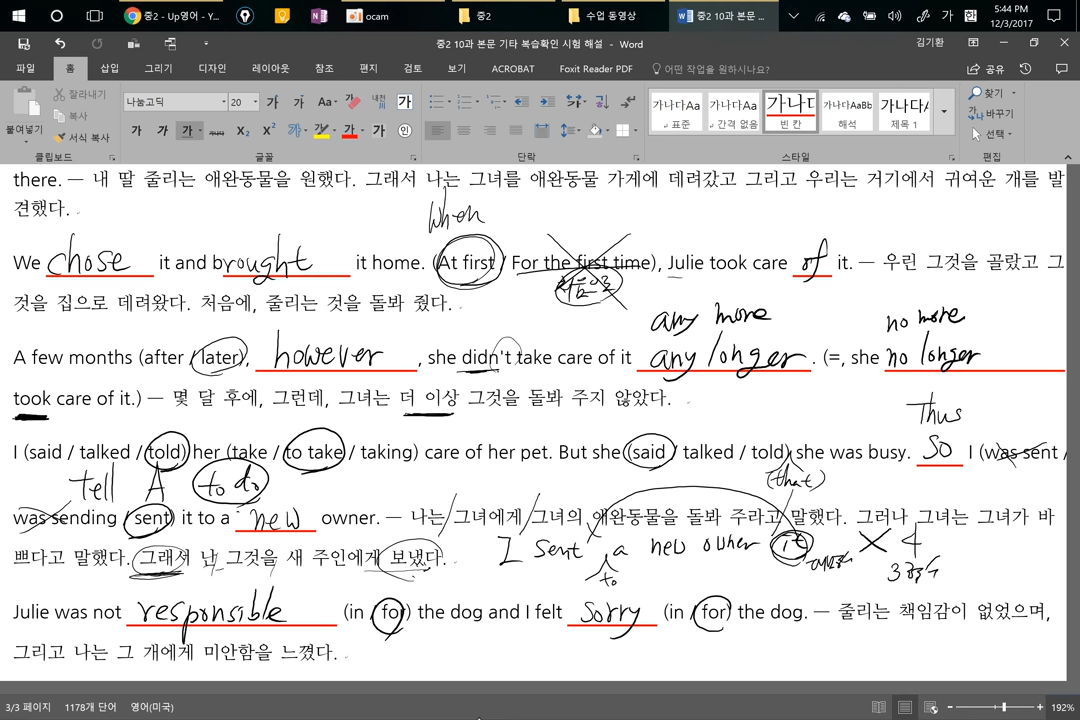 중2 - Up영어 - Y...
ocam
중2
수업 동영상
중2 10과 본문 ...
가
한
5:44 PM
12/3/2017
중2 10과 본문 기타 복습확인 시험 해설 - Word
김기환
파일 홈 삽입 그리기 디자인 레이아웃 참조 편지 검토 보기 ACROBAT Foxit Reader PDF 어떤 작업을 원하시나요? 공유
붙여넣기
잘라내기
복사
서식 복사
클립보드
나눔고딕 20
글꼴
단락
가나다Aa 가나다Aa 가나다 가나다AaBb 가나다A
표준 간격 없음 빈 칸 해석 제목 1
스타일
찾기
바꾸기
선택
편집
there. ― 내 딸 줄리는 애완동물을 원했다. 그래서 나는 그녀를 애완동물 가게에 데려갔고 그리고 우리는 거기에서 귀여운 개를 발
견했다.
when
We chose it and brought it home. (At first / For the first time), Julie took care of it. ― 우린 그것을 골랐고 그
처음으로
것을 집으로 데려왔다. 처음에, 줄리는 것을 돌봐 줬다.
any more no more
A few months (after / later), however, she didn't take care of it any longer. (=, she no longer
took care of it.) ― 몇 달 후에, 그런데, 그녀는 더 이상 그것을 돌봐 주지 않았다.
Thus
I (said / talked / told) her (take / to take / taking) care of her pet. But she (said / talked / told) she was busy. So I (was sent /
tell A to do (that)
was sending / sent) it to a new owner. ― 나는 그녀에게 그녀의 애완동물을 돌봐 주라고 말했다. 그러나 그녀는 그녀가 바
쁘다고 말했다. 그래서 난 그것을 새 주인에게 보냈다.
I sent a new owner it X 4
to 3형식
Julie was not responsible (in / for) the dog and I felt sorry (in / for) the dog. ― 줄리는 책임감이 없었으며,
그리고 나는 그 개에게 미안함을 느꼈다.
3/3 페이지 1178개 단어 영어(미국) 192%